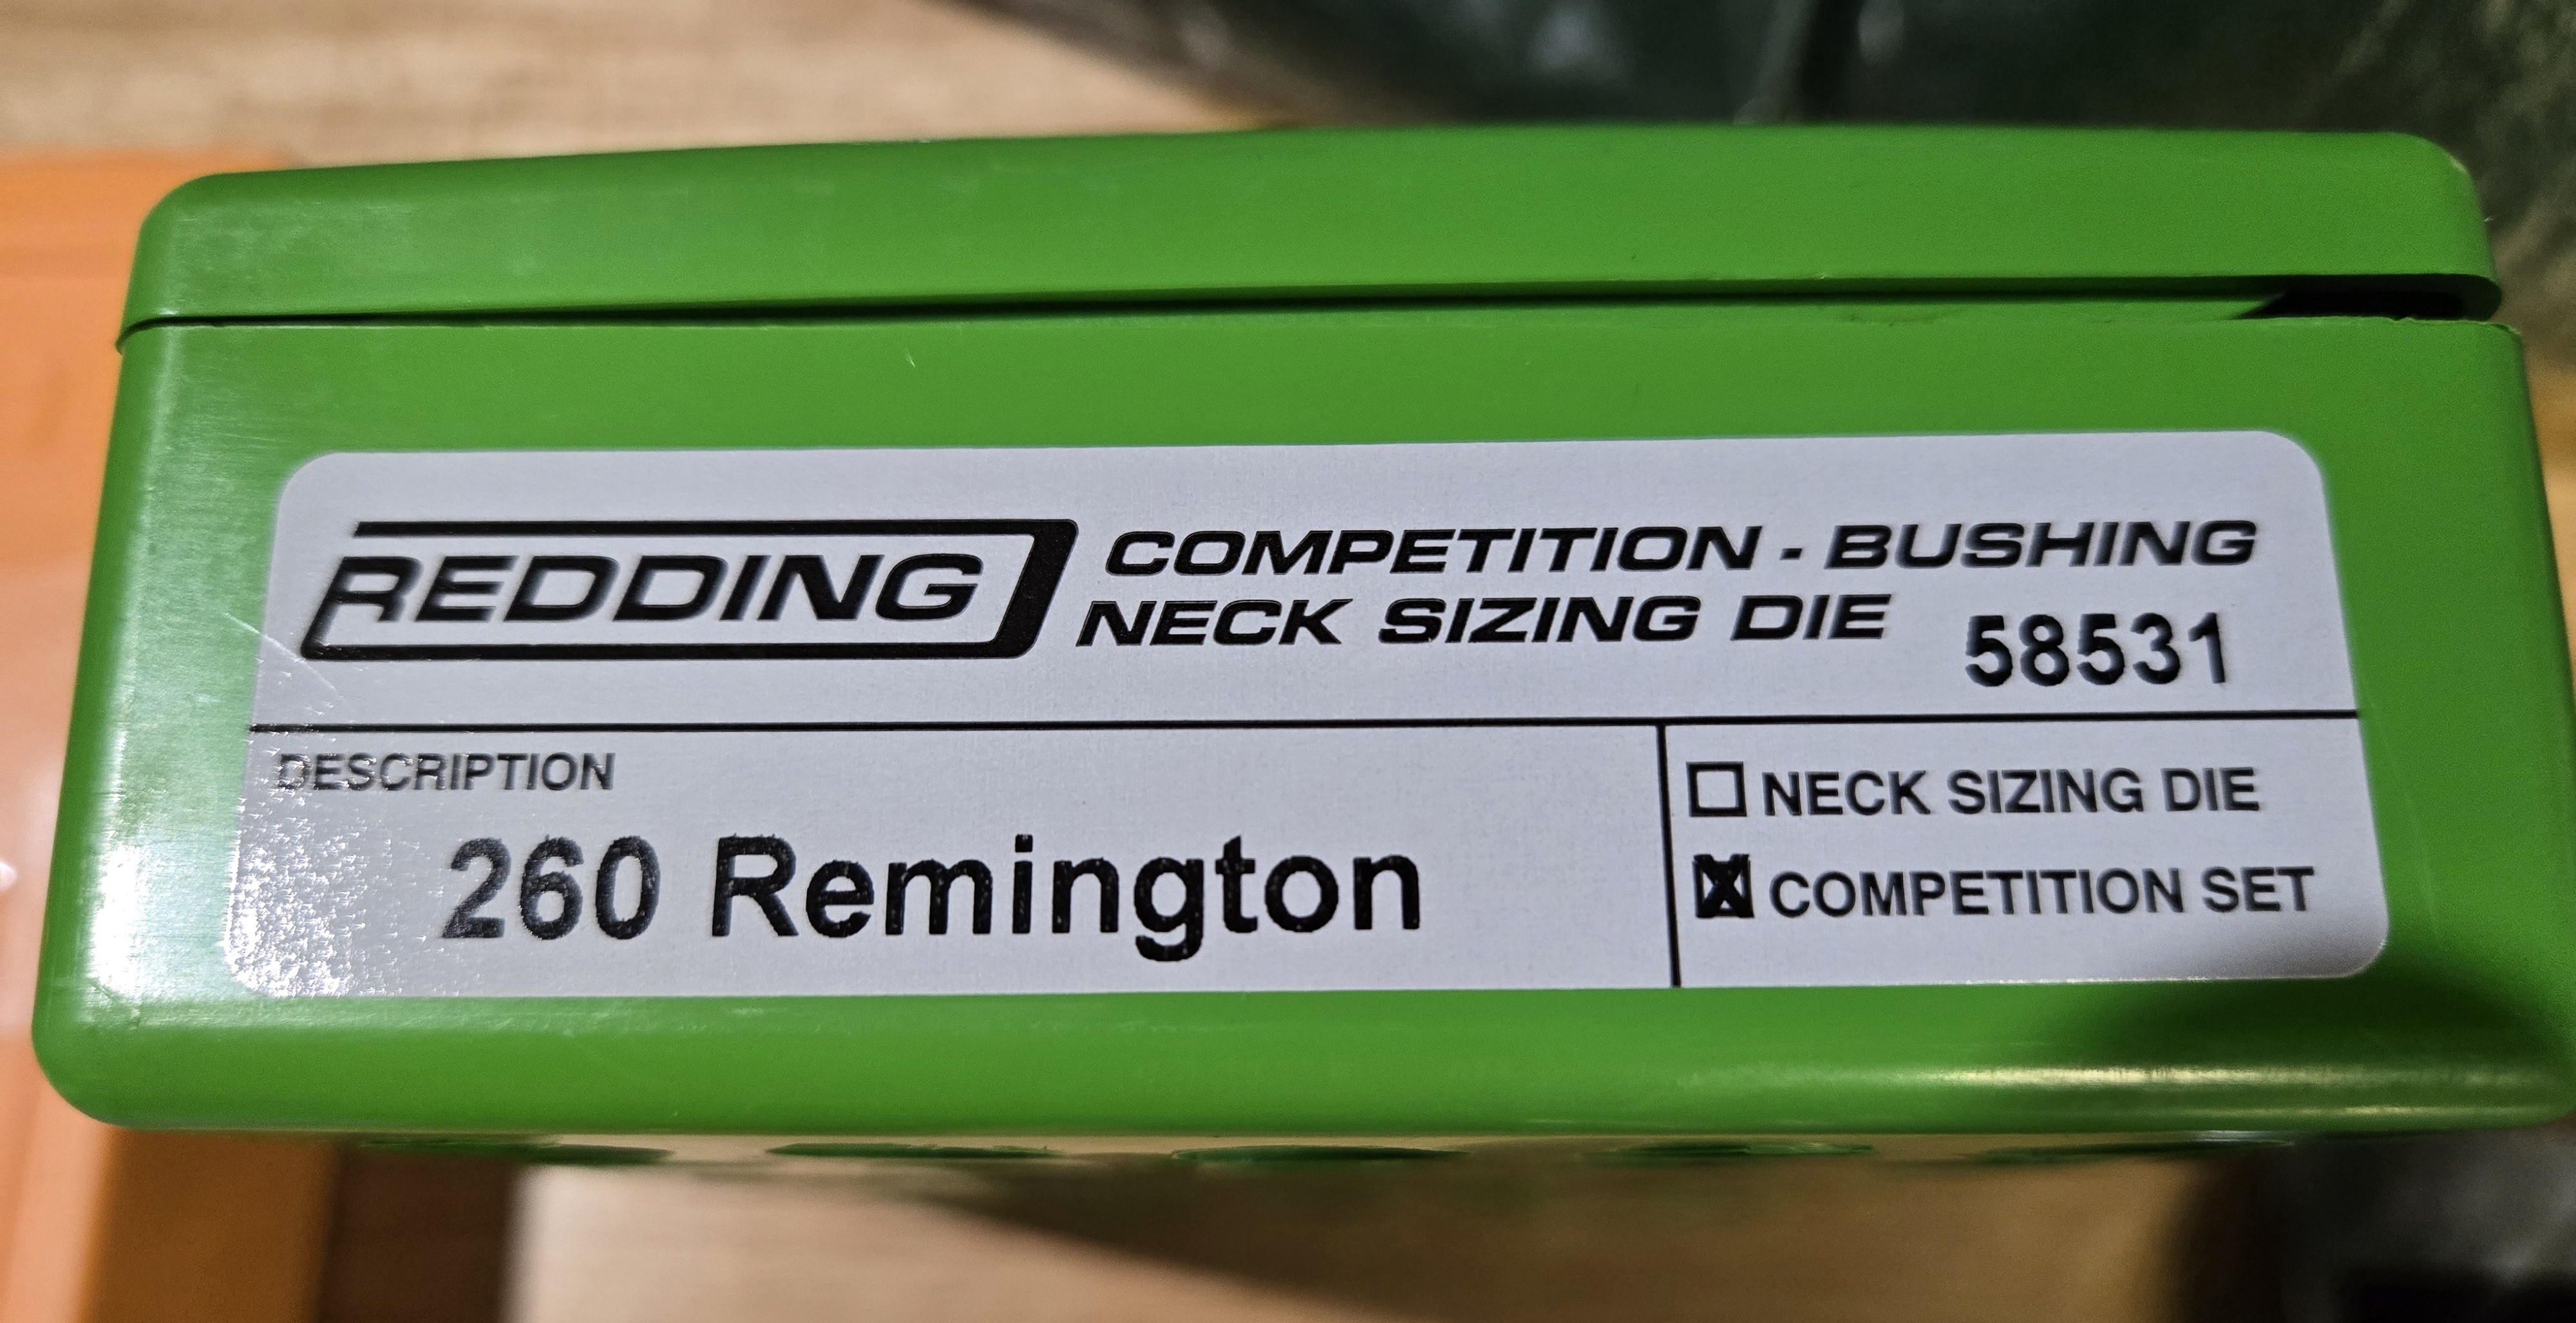 REDDING
COMPETITION - BUSHING
NECK SIZING DIE
58531
DESCRIPTION
260 Remington
☐ NECK SIZING DIE
☒ COMPETITION SET